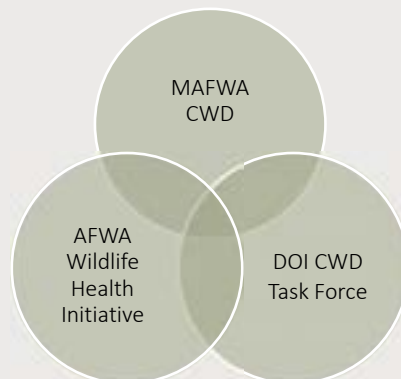 MAFWA
CWD
AFWA
Wildlife
Health
Initiative
DOI CWD
Task Force